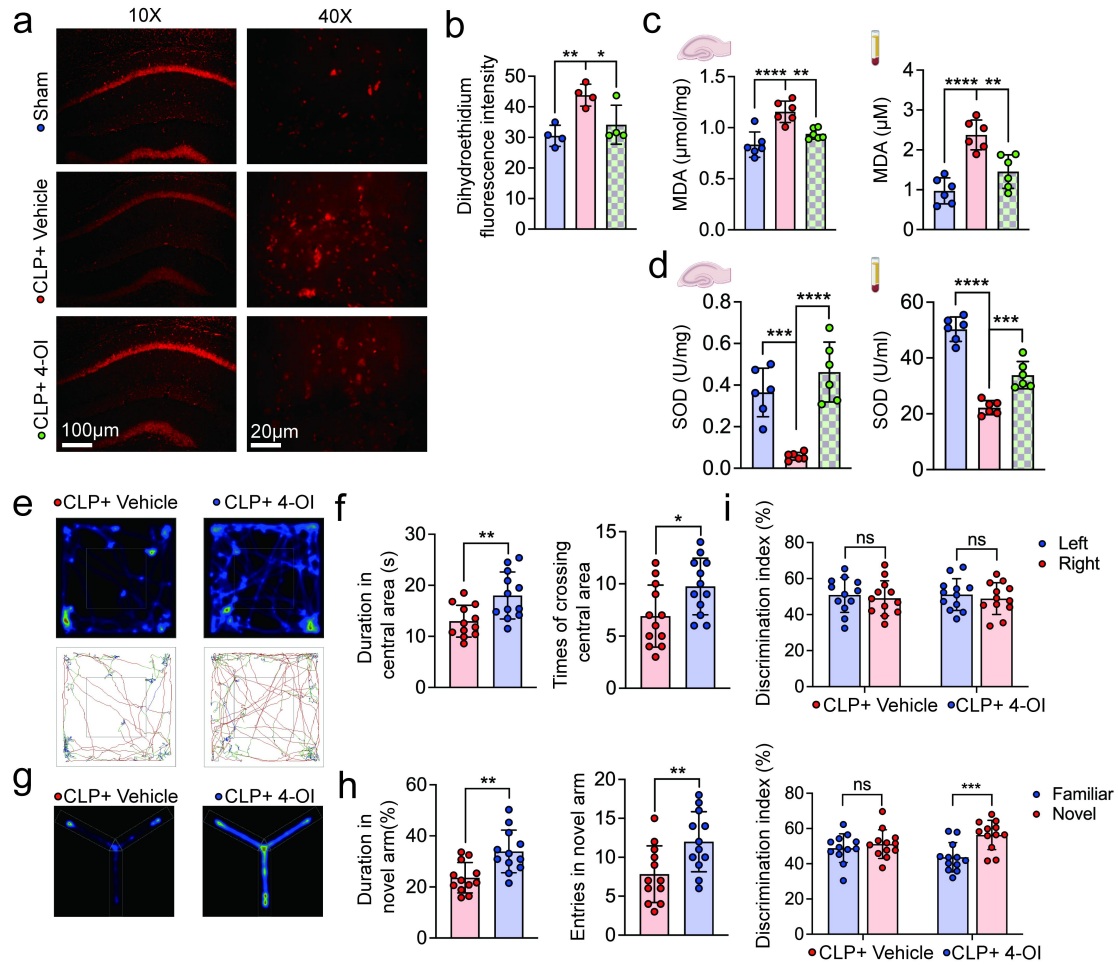 a
10X
40X
Sham
CLP+ Vehicle
CLP+ 4-OI
100μm
20μm
b
Dihydroethidium
fluorescence intensity
50
40
30
20
10
0
** *
c
MDA (μmol/mg)
1.5
1.0
0.5
0.0
**** **
MDA (μM)
4
3
2
1
0
**** **
d
SOD (U/mg)
0.8
0.6
0.4
0.2
0.0
****
***
SOD (U/ml)
60
40
20
0
****
***
e
CLP+ Vehicle
CLP+ 4-OI
f
Duration in
central area (s)
30
20
10
0
**
Times of crossing
central area
15
10
5
0
*
g
CLP+ Vehicle
CLP+ 4-OI
h
Duration in
novel arm(%)
60
40
20
0
**
Entries in novel arm
20
15
10
5
0
**
i
Discrimination index (%)
80
60
40
20
0
ns
ns
Left
Right
CLP+ Vehicle
CLP+ 4-OI
Discrimination index (%)
80
60
40
20
0
ns
***
Familiar
Novel
CLP+ Vehicle
CLP+ 4-OI